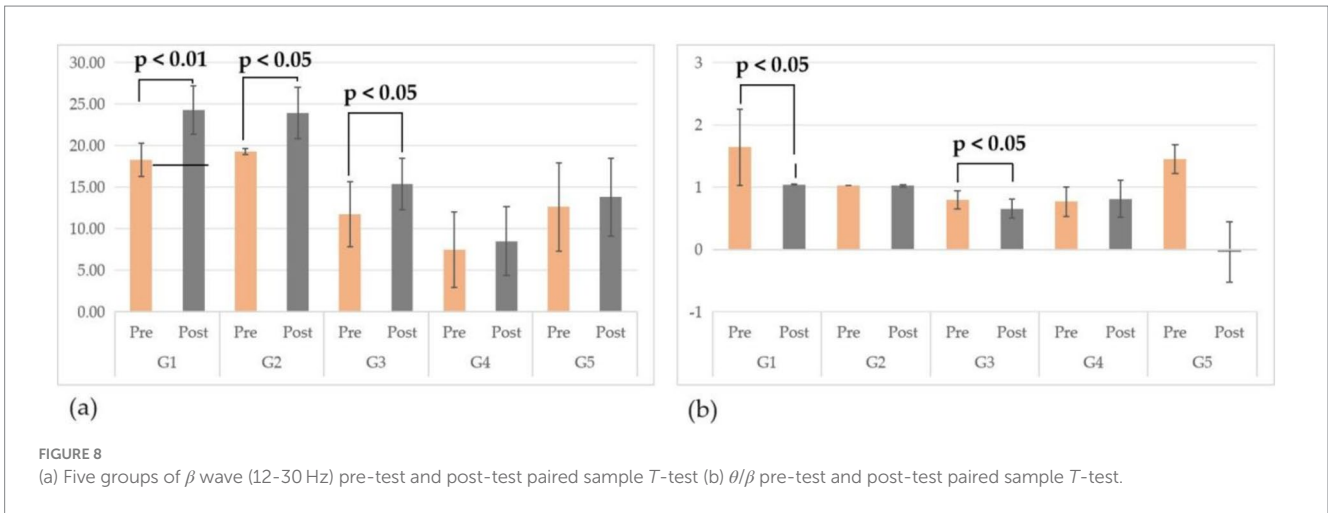 30.00
25.00
20.00
15.00
10.00
5.00
0.00
p < 0.01
p < 0.05
p < 0.05
Pre Post Pre Post Pre Post Pre Post Pre Post
G1 G2 G3 G4 G5
(a)
3
2
1
0
-1
p < 0.05
p < 0.05
Pre Post Pre Post Pre Post Pre Post Pre Post
G1 G2 G3 G4 G5
(b)
FIGURE 8
(a) Five groups of β wave (12-30 Hz) pre-test and post-test paired sample T-test (b) θ/β pre-test and post-test paired sample T-test.